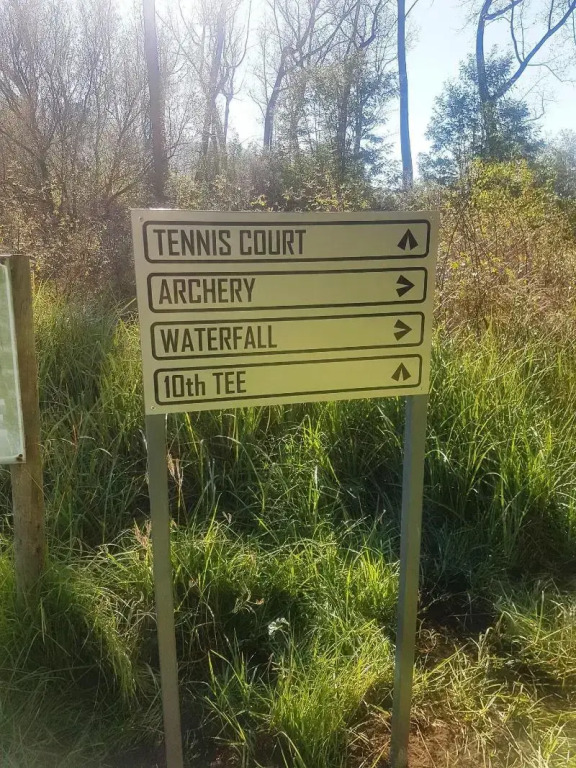 TENNIS COURT
ARCHERY
WATERFALL
10th TEE